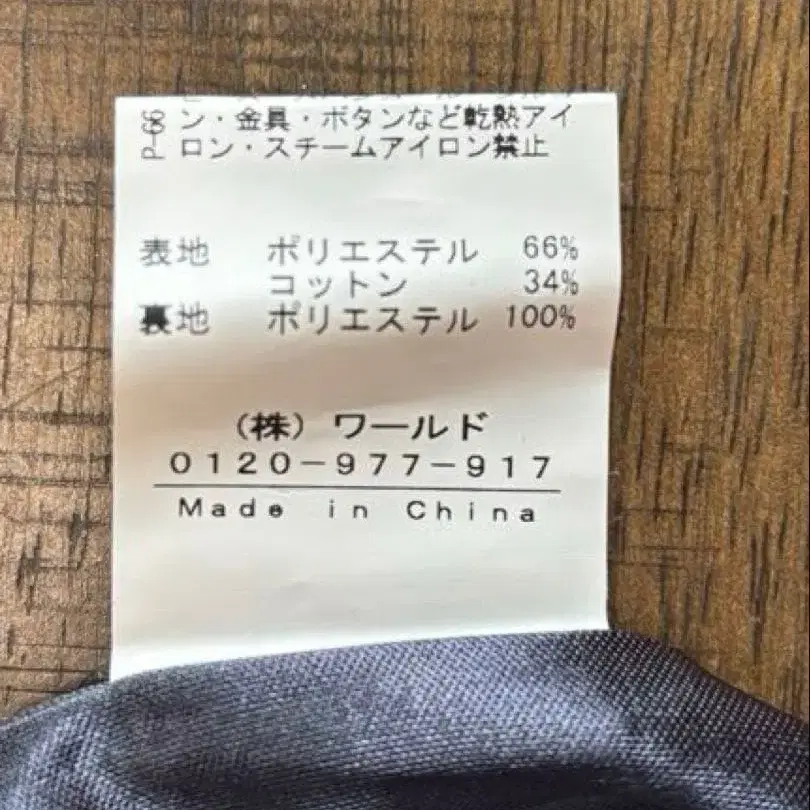 P-66
ン・金具・ボタンなど乾熱アイ
ロン・スチームアイロン禁止
表地 ポリエステル 66%
コットン 34%
裏地 ポリエステル 100%
(株) ワールド
0120-977-917
Made in China